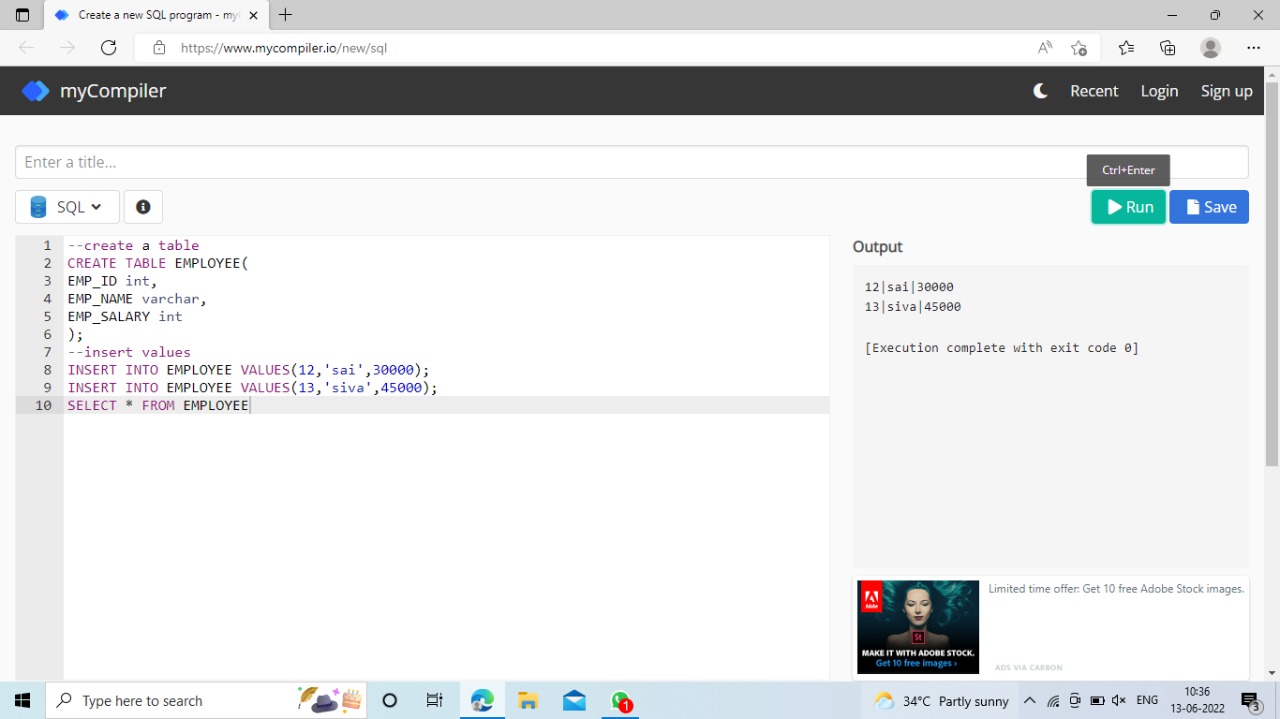 Create a new SQL program - my
https://www.mycompiler.io/new/sql
myCompiler
Recent Login Sign up
Enter a title...
Ctrl+Enter
SQL
Run Save
1 --create a table
2 CREATE TABLE EMPLOYEE(
3 EMP_ID int,
4 EMP_NAME varchar,
5 EMP_SALARY int
6 );
7 --insert values
8 INSERT INTO EMPLOYEE VALUES(12,'sai',30000);
9 INSERT INTO EMPLOYEE VALUES(13,'siva',45000);
10 SELECT * FROM EMPLOYEE
Output
12|sai|30000
13|siva|45000
[Execution complete with exit code 0]
Adobe
St
MAKE IT WITH ADOBE STOCK.
Get 10 free images ›
Limited time offer: Get 10 free Adobe Stock images.
ADS VIA CARBON
Type here to search
1
34°C Partly sunny
ENG
10:36
13-06-2022
3